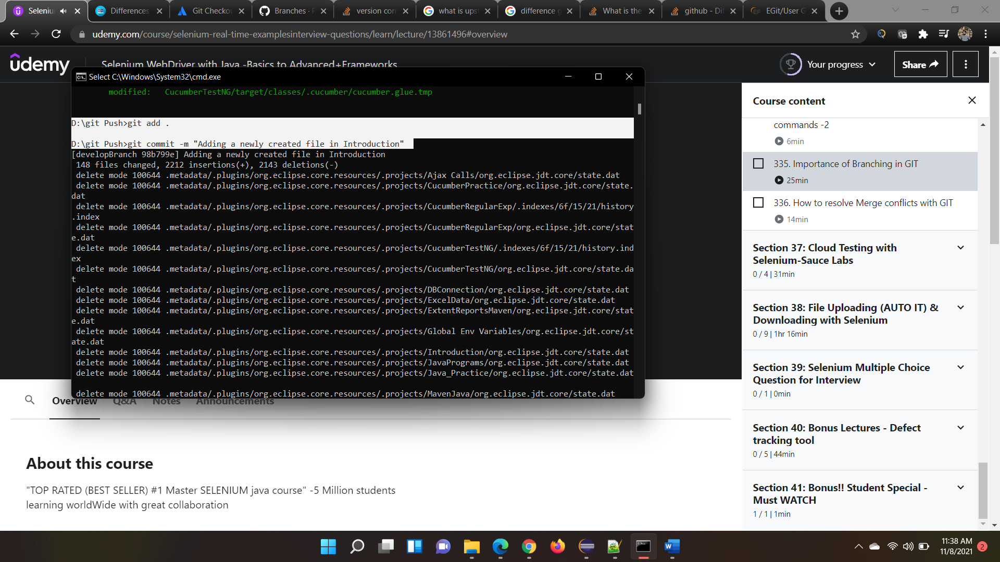 Seleniu
Differences
Git Checkou
Branches - P
version con
what is ups
difference g
What is the
github - Dif
EGit/User G
udemy.com/course/selenium-real-time-examplesinterview-questions/learn/lecture/13861496#overview
udemy
Selenium WebDriver with Java -Basics to Advanced+Frameworks
Your progress
Share
Select C:\Windows\System32\cmd.exe
modified:   CucumberTestNG/target/classes/.cucumber/cucumber.glue.tmp
D:\git Push>git add .
D:\git Push>git commit -m "Adding a newly created file in Introduction"
[developBranch 98b799e] Adding a newly created file in Introduction
148 files changed, 2212 insertions(+), 2143 deletions(-)
delete mode 100644 .metadata/.plugins/org.eclipse.core.resources/.projects/Ajax Calls/org.eclipse.jdt.core/state.dat
delete mode 100644 .metadata/.plugins/org.eclipse.core.resources/.projects/CucumberPractice/org.eclipse.jdt.core/state.
dat
delete mode 100644 .metadata/.plugins/org.eclipse.core.resources/.projects/CucumberRegularExp/.indexes/6f/15/21/history
.index
delete mode 100644 .metadata/.plugins/org.eclipse.core.resources/.projects/CucumberRegularExp/org.eclipse.jdt.core/stat
e.dat
delete mode 100644 .metadata/.plugins/org.eclipse.core.resources/.projects/CucumberTestNG/.indexes/6f/15/21/history.ind
ex
delete mode 100644 .metadata/.plugins/org.eclipse.core.resources/.projects/CucumberTestNG/org.eclipse.jdt.core/state.da
t
delete mode 100644 .metadata/.plugins/org.eclipse.core.resources/.projects/DBConnection/org.eclipse.jdt.core/state.dat
delete mode 100644 .metadata/.plugins/org.eclipse.core.resources/.projects/ExcelData/org.eclipse.jdt.core/state.dat
delete mode 100644 .metadata/.plugins/org.eclipse.core.resources/.projects/ExtentReportsMaven/org.eclipse.jdt.core/stat
e.dat
delete mode 100644 .metadata/.plugins/org.eclipse.core.resources/.projects/Global Env Variables/org.eclipse.jdt.core/st
ate.dat
delete mode 100644 .metadata/.plugins/org.eclipse.core.resources/.projects/Introduction/org.eclipse.jdt.core/state.dat
delete mode 100644 .metadata/.plugins/org.eclipse.core.resources/.projects/JavaPrograms/org.eclipse.jdt.core/state.dat
delete mode 100644 .metadata/.plugins/org.eclipse.core.resources/.projects/Java_Practice/org.eclipse.jdt.core/state.dat
delete mode 100644 .metadata/.plugins/org.eclipse.core.resources/.projects/MavenJava/org.eclipse.jdt.core/state.dat
Overview
Q&A
Notes
Announcements
About this course
"TOP RATED (BEST SELLER) #1 Master SELENIUM java course" -5 Million students
learning worldWide with great collaboration
Course content
commands -2
6min
335. Importance of Branching in GIT
25min
336. How to resolve Merge conflicts with GIT
14min
Section 37: Cloud Testing with
Selenium-Sauce Labs
0 / 4 | 31min
Section 38: File Uploading (AUTO IT) &
Downloading with Selenium
0 / 9 | 1hr 16min
Section 39: Selenium Multiple Choice
Question for Interview
0 / 1 | 0min
Section 40: Bonus Lectures - Defect
tracking tool
0 / 5 | 44min
Section 41: Bonus!! Student Special -
Must WATCH
1 / 1 | 1min
11:38 AM
11/8/2021
2